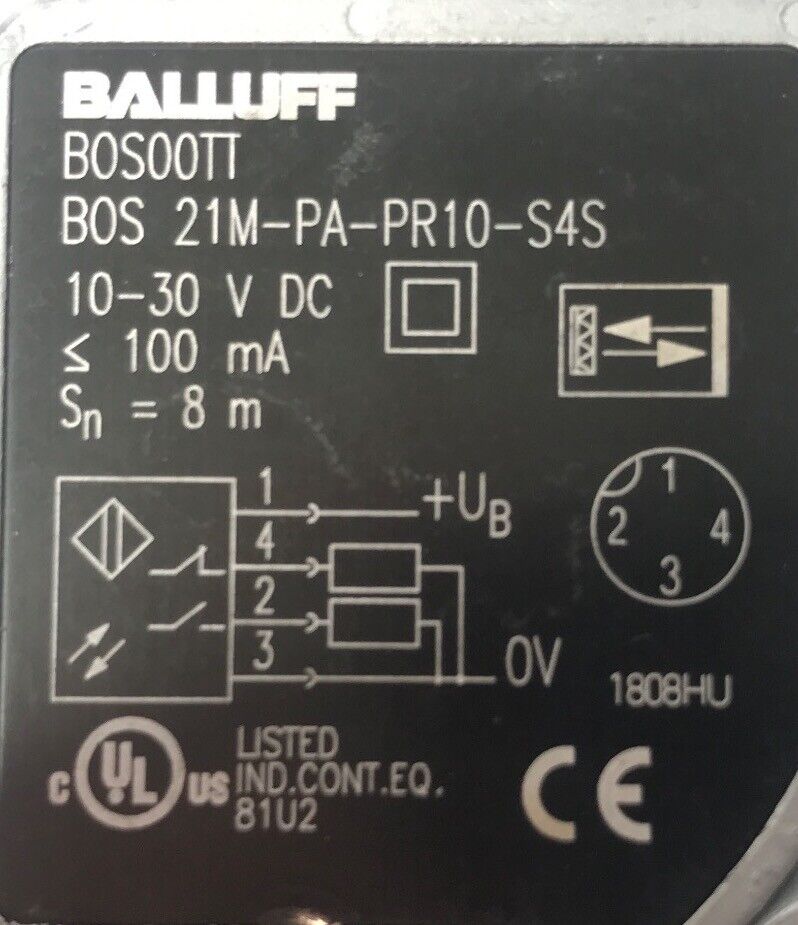 BALLUFF
BOS00TT
BOS 21M-PA-PR10-S4S
10-30 V DC
≤ 100 mA
Sn = 8 m
1 +UB
4
2
3 0V
1
2 4
3
1808HU
C UL US LISTED
IND.CONT.EQ.
81U2
CE